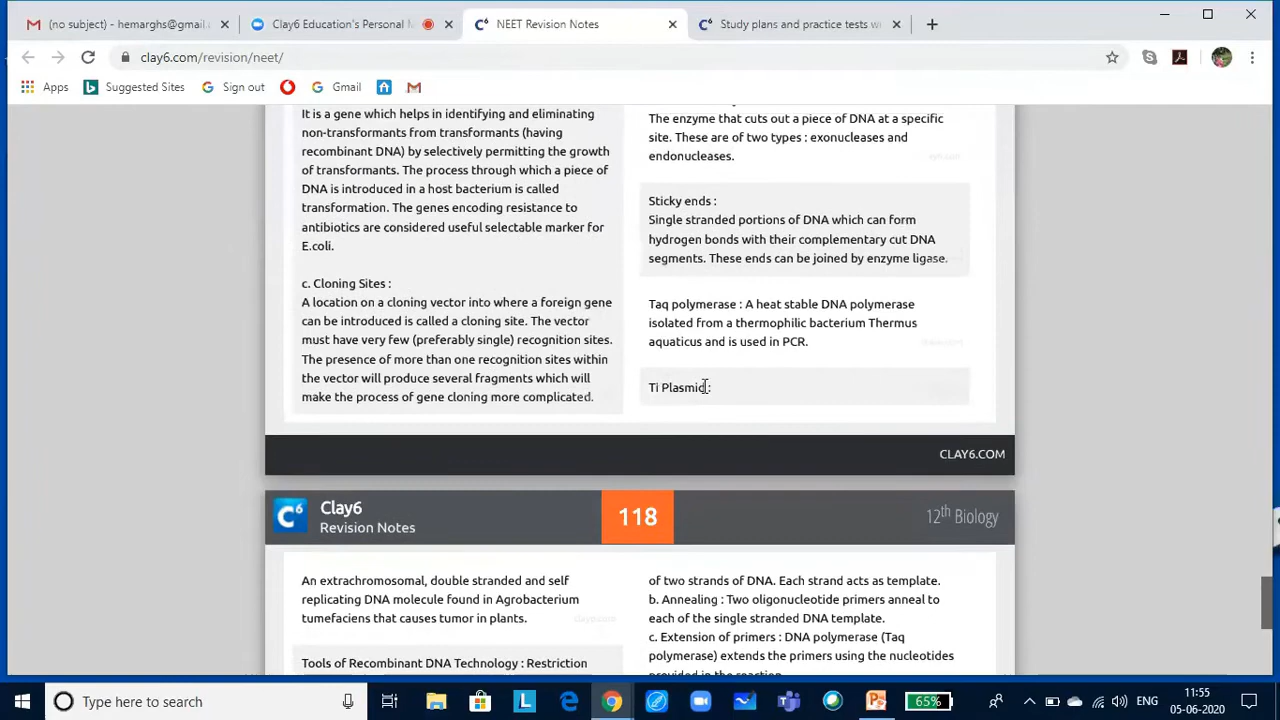 (no subject) - hemarghs@gmail.
Clay6 Education's Personal M
NEET Revision Notes
Study plans and practice tests w
clay6.com/revision/neet/
Apps
Suggested Sites
Sign out
Gmail
It is a gene which helps in identifying and eliminating
non-transformants from transformants (having
recombinant DNA) by selectively permitting the growth
of transformants. The process through which a piece of
DNA is introduced in a host bacterium is called
transformation. The genes encoding resistance to
antibiotics are considered useful selectable marker for
E.coli.
c. Cloning Sites :
A location on a cloning vector into where a foreign gene
can be introduced is called a cloning site. The vector
must have very few (preferably single) recognition sites.
The presence of more than one recognition sites within
the vector will produce several fragments which will
make the process of gene cloning more complicated.
The enzyme that cuts out a piece of DNA at a specific
site. These are of two types : exonucleases and
endonucleases.
Sticky ends :
Single stranded portions of DNA which can form
hydrogen bonds with their complementary cut DNA
segments. These ends can be joined by enzyme ligase.
Taq polymerase : A heat stable DNA polymerase
isolated from a thermophilic bacterium Thermus
aquaticus and is used in PCR.
Ti Plasmid :
CLAY6.COM
Clay6
Revision Notes
118
12th Biology
An extrachromosomal, double stranded and self
replicating DNA molecule found in Agrobacterium
tumefaciens that causes tumor in plants.
Tools of Recombinant DNA Technology : Restriction
of two strands of DNA. Each strand acts as template.
b. Annealing : Two oligonucleotide primers anneal to
each of the single stranded DNA template.
c. Extension of primers : DNA polymerase (Taq
polymerase) extends the primers using the nucleotides
provided in the reaction
Type here to search
65%
ENG
11:55
05-06-2020